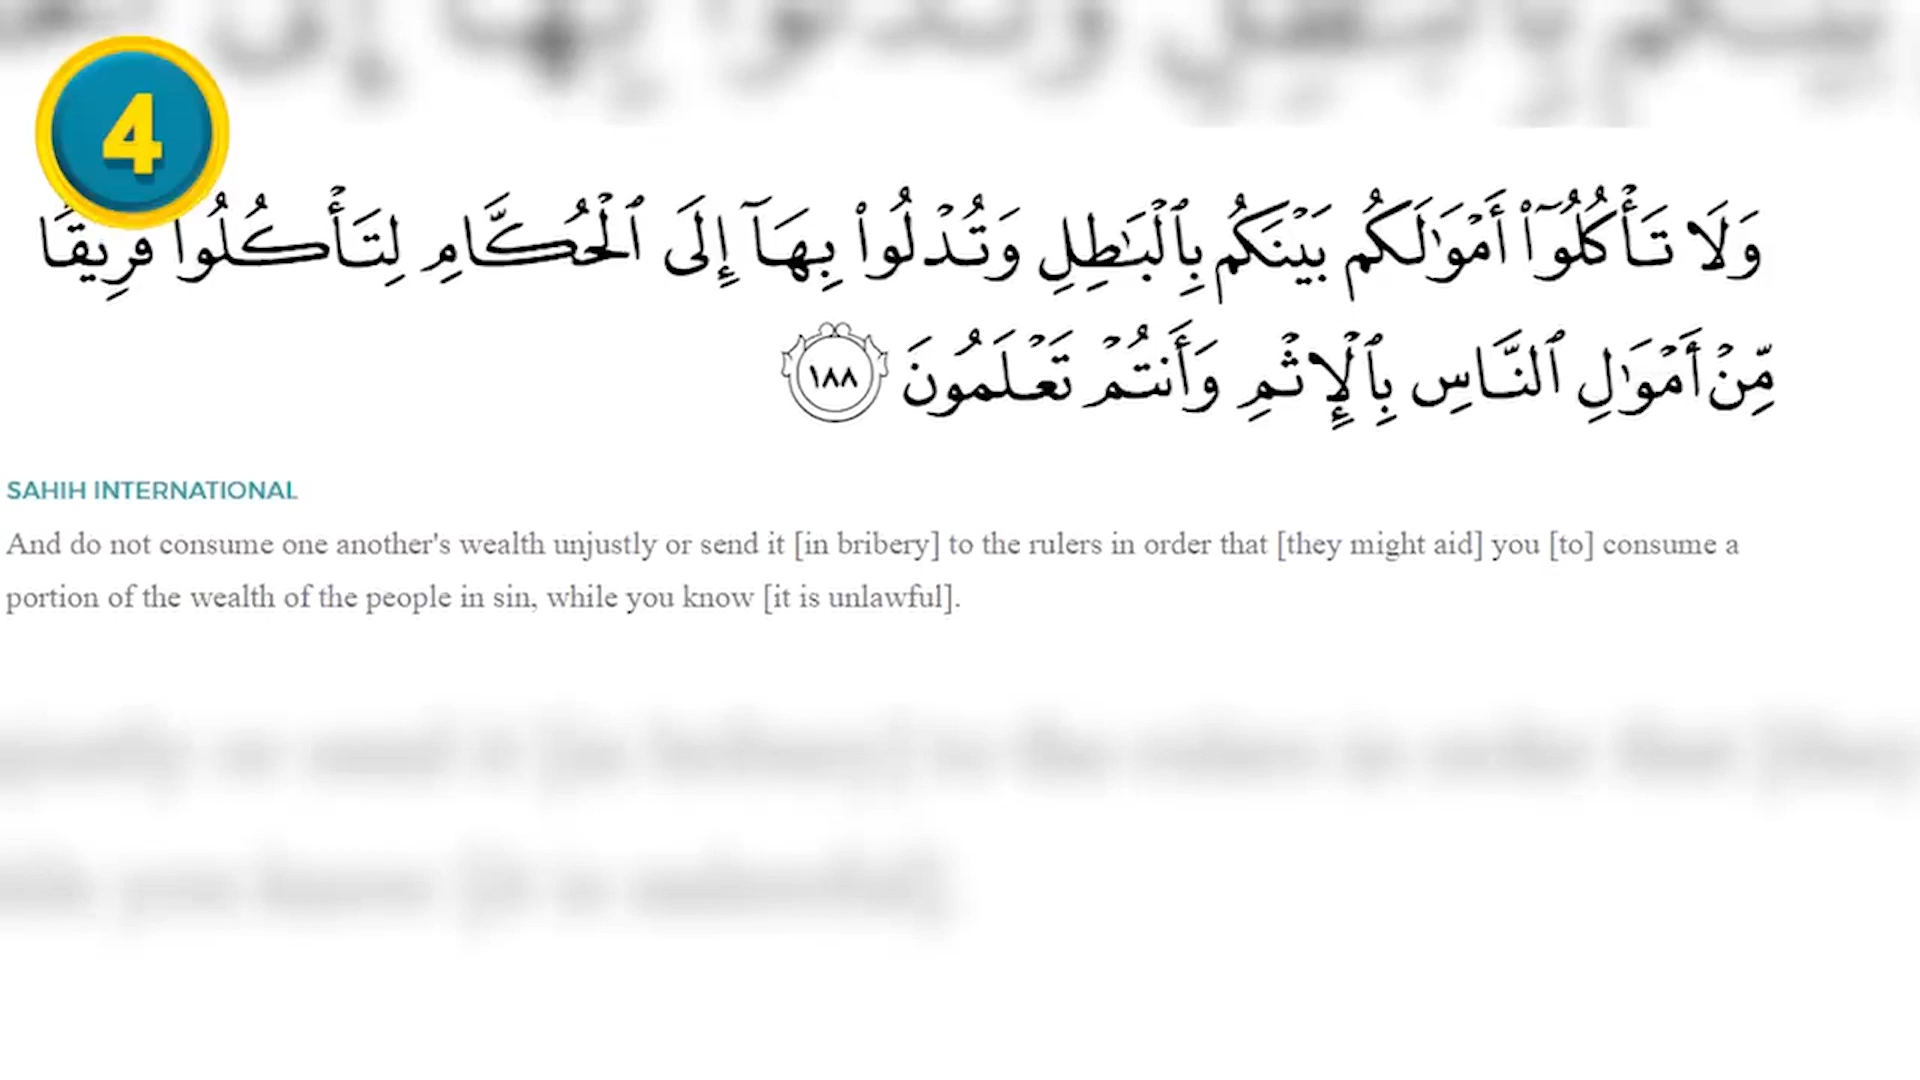 4
وَلَا تَأْكُلُوٓا۟ أَمْوَٰلَكُم بَيْنَكُم بِٱلْبَـٰطِلِ وَتُدْلُوا۟ بِهَآ إِلَى ٱلْحُكَّامِ لِتَأْكُلُوا۟ فَرِيقًا
مِّنْ أَمْوَٰلِ ٱلنَّاسِ بِٱلْإِثْمِ وَأَنتُمْ تَعْلَمُونَ ١٨٨
SAHIH INTERNATIONAL
And do not consume one another's wealth unjustly or send it [in bribery] to the rulers in order that [they might aid] you [to] consume a
portion of the wealth of the people in sin, while you know [it is unlawful].